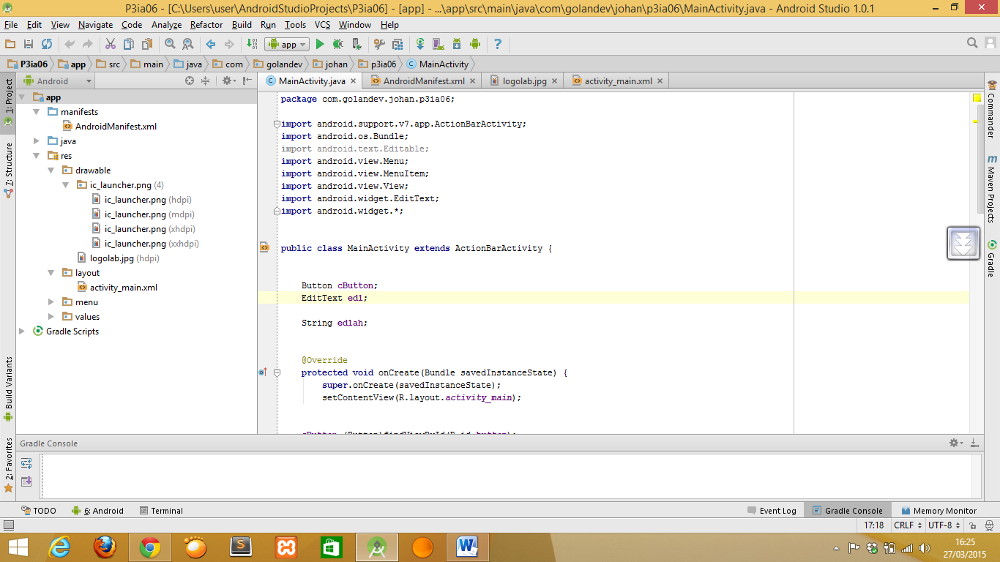 P3ia06 - [C:\Users\user\AndroidStudioProjects\P3ia06] - [app] - ...\app\src\main\java\com\golandev\johan\p3ia06\MainActivity.java - Android Studio 1.0.1
File Edit View Navigate Code Analyze Refactor Build Run Tools VCS Window Help
app
P3ia06 app src main java com golandev johan p3ia06 MainActivity
Android
MainActivity.java AndroidManifest.xml logolab.jpg activity_main.xml
1: Project
7: Structure
Build Variants
2: Favorites
app
manifests
AndroidManifest.xml
java
res
drawable
ic_launcher.png (4)
ic_launcher.png (hdpi)
ic_launcher.png (mdpi)
ic_launcher.png (xhdpi)
ic_launcher.png (xxhdpi)
logolab.jpg (hdpi)
layout
activity_main.xml
menu
values
Gradle Scripts
package com.golandev.johan.p3ia06;
import android.support.v7.app.ActionBarActivity;
import android.os.Bundle;
import android.text.Editable;
import android.view.Menu;
import android.view.MenuItem;
import android.view.View;
import android.widget.EditText;
import android.widget.*;
public class MainActivity extends ActionBarActivity {
Button cButton;
EditText ed1;
String ed1ah;
@Override
protected void onCreate(Bundle savedInstanceState) {
super.onCreate(savedInstanceState);
setContentView(R.layout.activity_main);
Commander
Maven Projects
Gradle
Gradle Console
TODO 6: Android Terminal Event Log Gradle Console Memory Monitor
17:18 CRLF UTF-8
16:25
27/03/2015